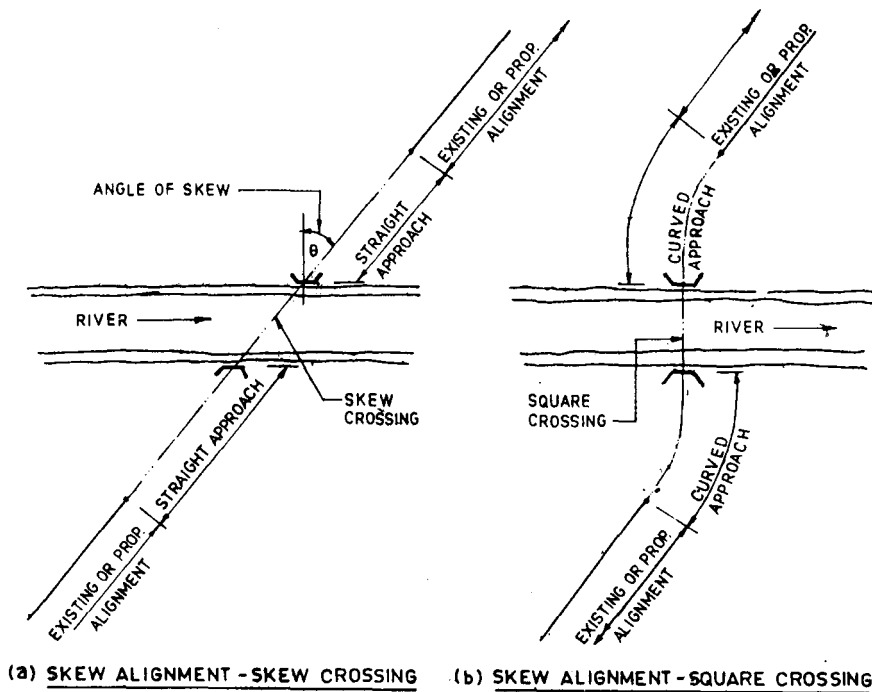 ANGLE OF SKEW
θ
STRAIGHT
APPROACH
EXISTING OR PROP.
ALIGNMENT
RIVER
SKEW
CROSSING
STRAIGHT APPROACH
EXISTING OR PROP.
ALIGNMENT
(a) SKEW ALIGNMENT - SKEW CROSSING
EXISTING OR PROP.
ALIGNMENT
CURVED
APPROACH
RIVER
SQUARE
CROSSING
CURVED
APPROACH
EXISTING OR PROP.
ALIGNMENT
(b) SKEW ALIGNMENT - SQUARE CROSSING